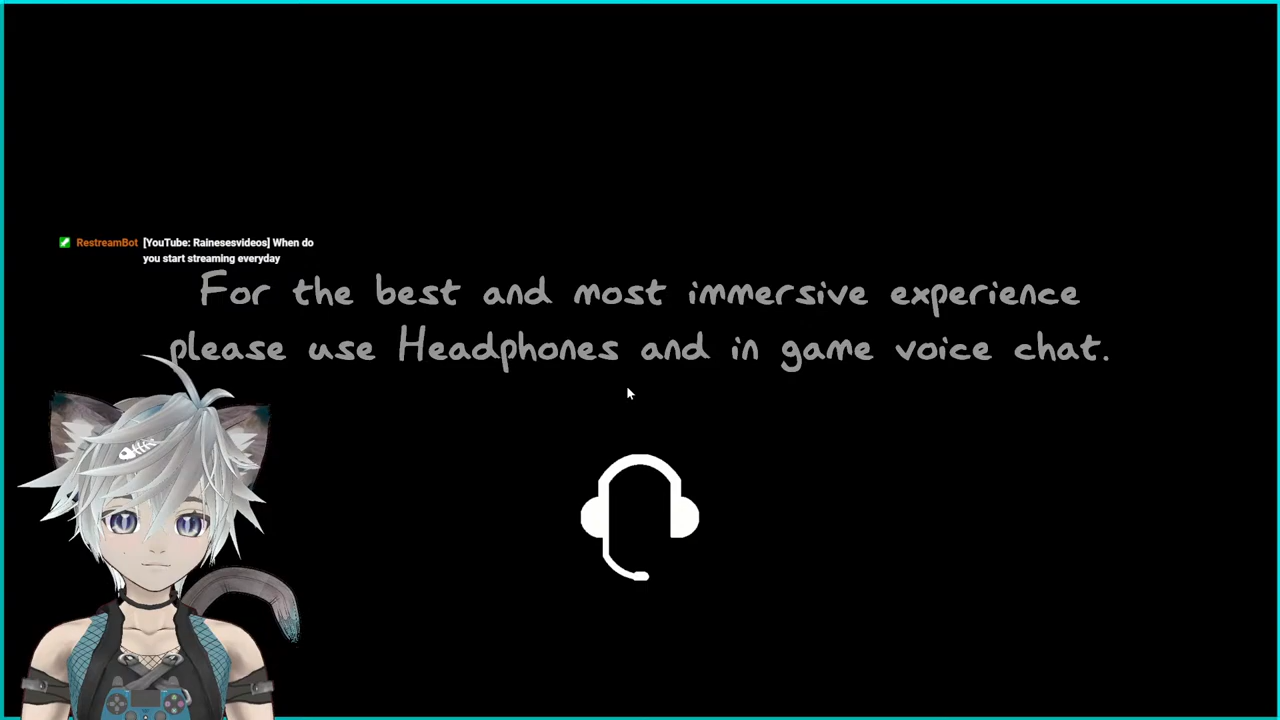 RestreamBot [YouTube: Rainesesvideos] When do
you start streaming everyday
For the best and most immersive experience
please use Headphones and in game voice chat.